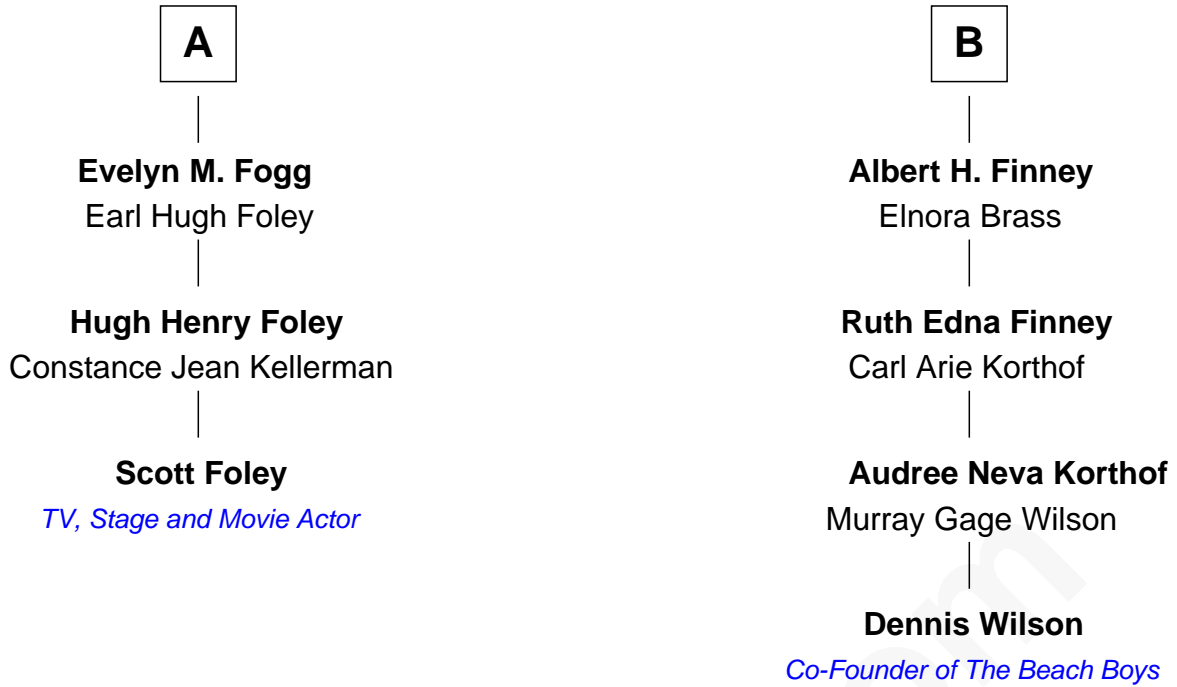 A
Evelyn M. Fogg
Earl Hugh Foley
Hugh Henry Foley
Constance Jean Kellerman
Scott Foley
TV, Stage and Movie Actor
B
Albert H. Finney
Elnora Brass
Ruth Edna Finney
Carl Arie Korthof
Audree Neva Korthof
Murray Gage Wilson
Dennis Wilson
Co-Founder of The Beach Boys